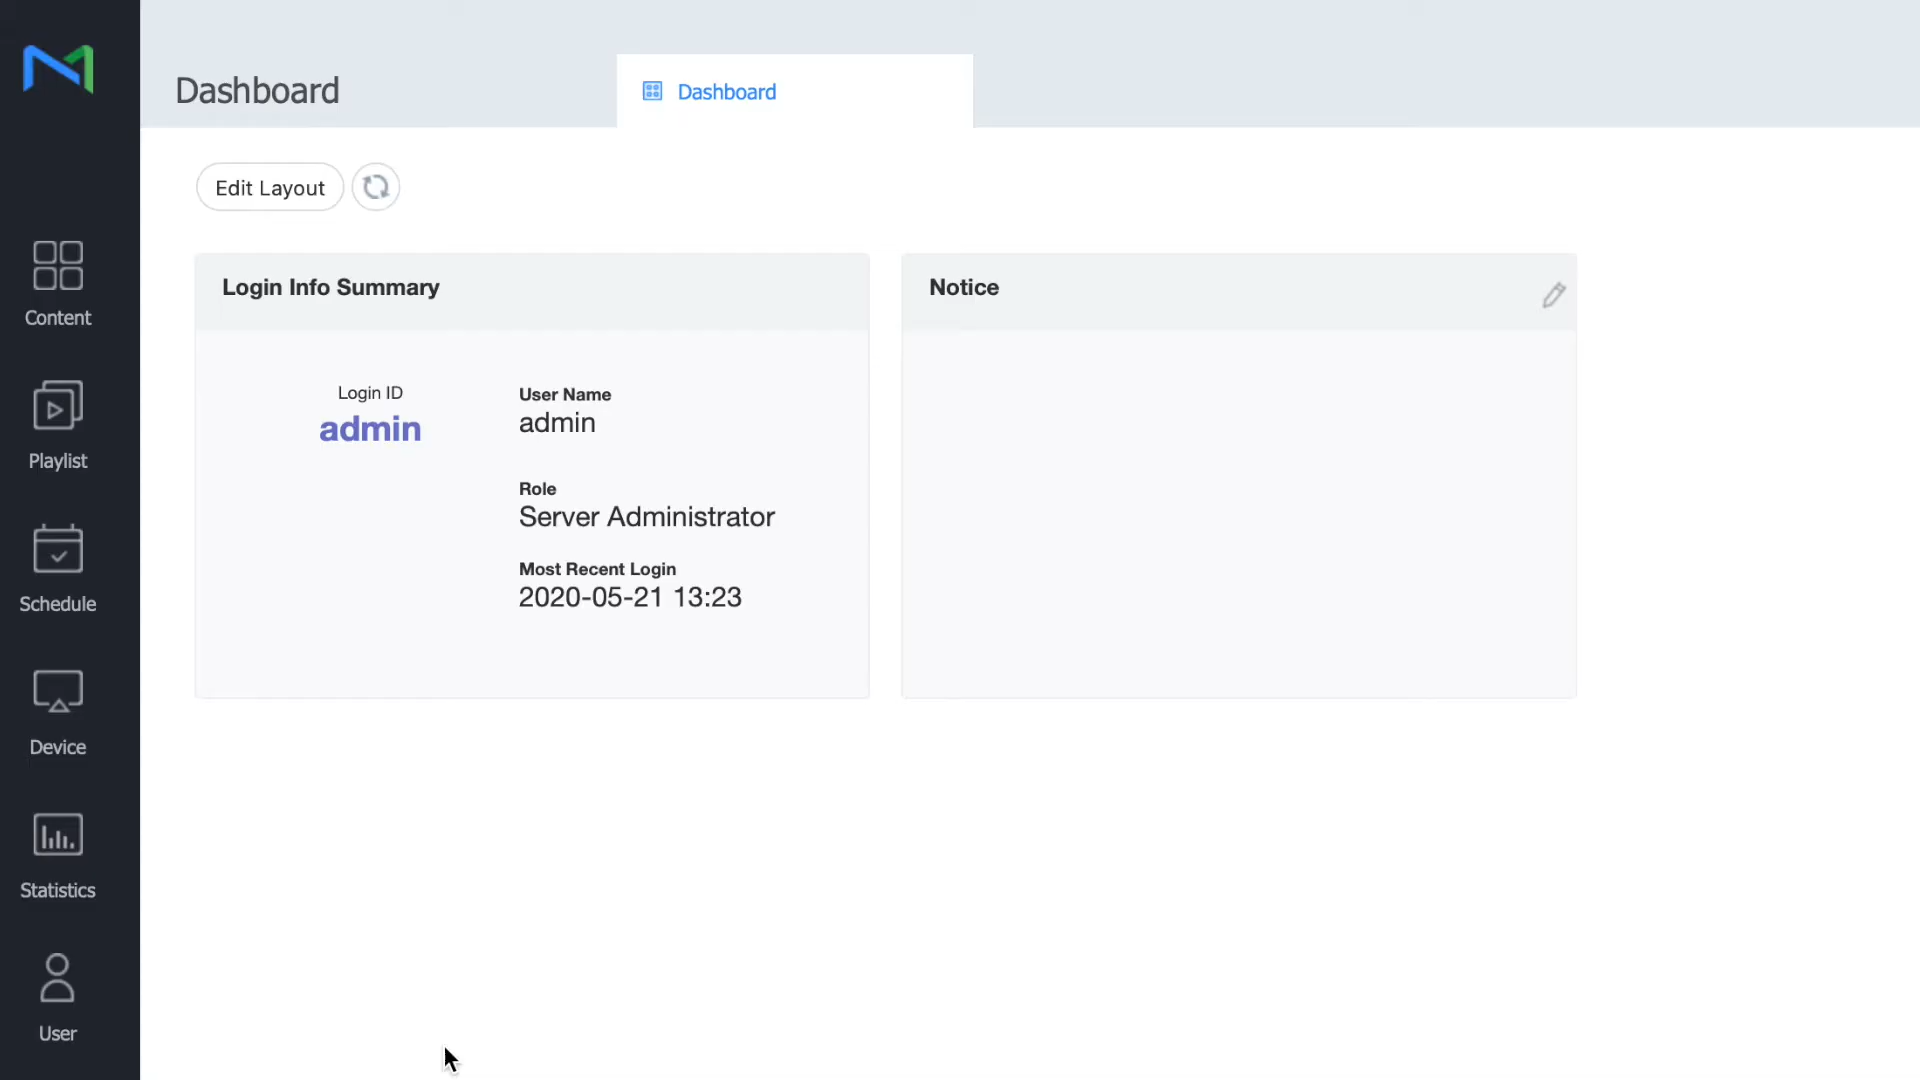 Dashboard
Dashboard
Edit Layout
Login Info Summary
Notice
Login ID
admin
User Name
admin
Role
Server Administrator
Most Recent Login
2020-05-21 13:23
Content
Playlist
Schedule
Device
Statistics
User